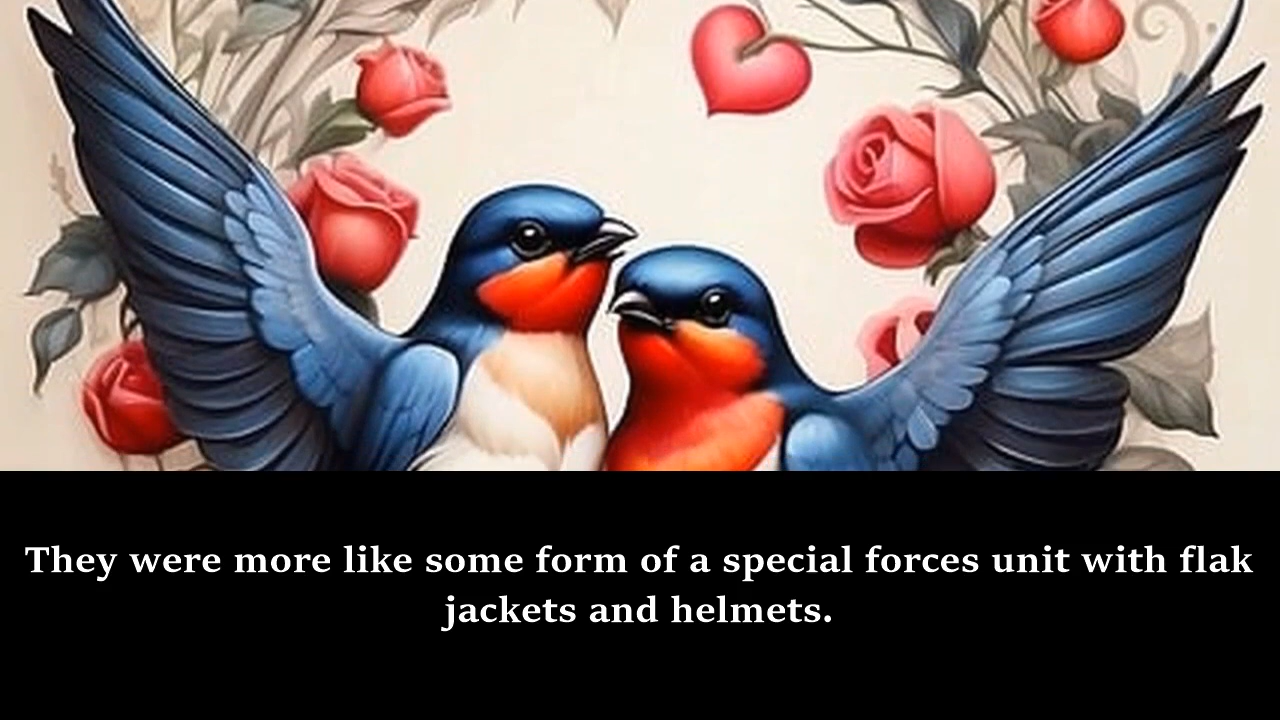 They were more like some form of a special forces unit with flak
jackets and helmets.